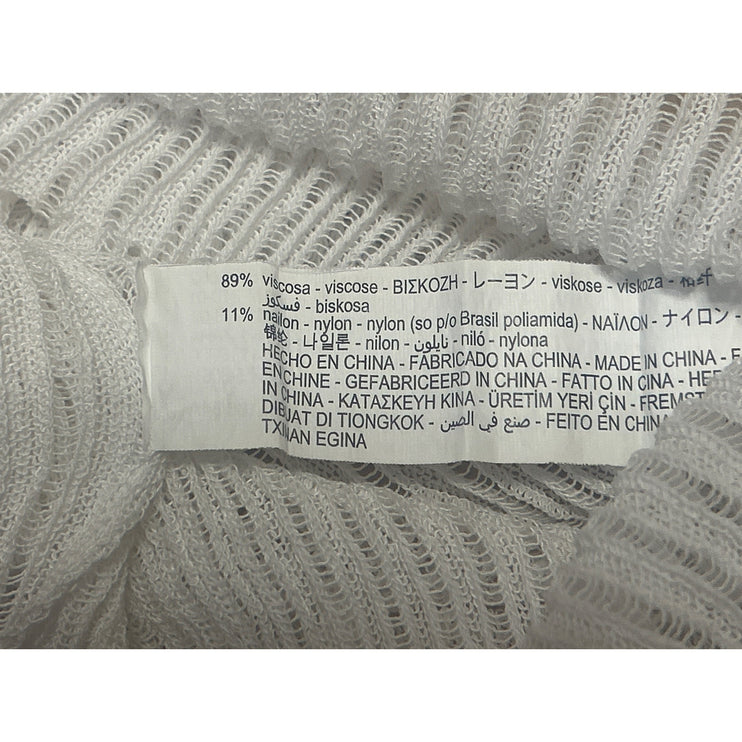 89% viscosa - viscose - ΒΙΣΚΟΖΗ - レーヨン - viskose - viskoza -
فسكوز - biskosa
11% nailon - nylon - nylon (so p/o Brasil poliamida) - ΝΑΪΛΟΝ - ナイロン -
锦纶 - 나일론 - nilon - نايلون - niló - nylona
HECHO EN CHINA - FABRICADO NA CHINA - MADE IN CHINA -
EN CHINE - GEFABRICEERD IN CHINA - FATTO IN CINA -
IN CHINA - ΚΑΤΑΣΚΕΥΗ ΚΙΝΑ - ÜRETİM YERİ ÇİN -
DIBUAT DI TIONGKOK - صنع في الصين - FEITO EN CHINA
TXINAN EGINA